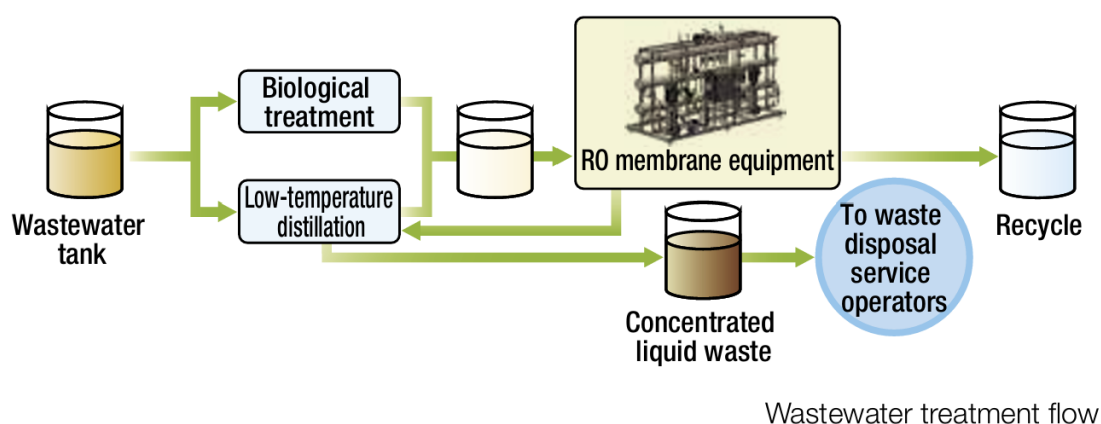 Biological
treatment
RO membrane equipment
Low-temperature
distillation
Wastewater
tank
Recycle
To waste
disposal
service
operators
Concentrated
liquid waste
Wastewater treatment flow